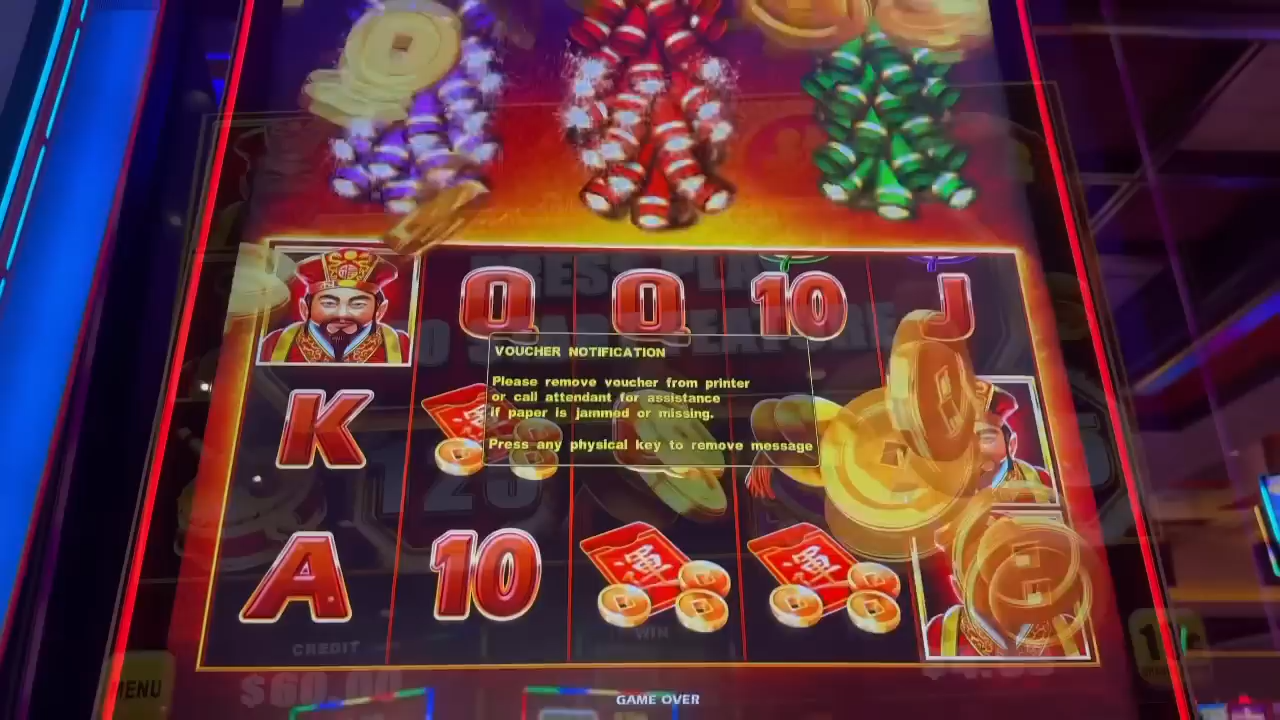 Q Q 10 J
VOUCHER NOTIFICATION
Please remove voucher from printer
or call attendant for assistance
if paper is jammed or missing.
Press any physical key to remove message
K
A 10
CREDIT
WIN
MENU
$60.00
GAME OVER